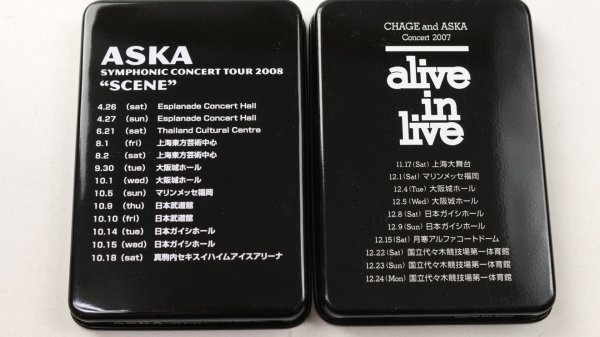 ASKA
SYMPHONIC CONCERT TOUR 2008
“SCENE”
4.26 (sat) Esplanade Concert Hall
4.27 (sun) Esplanade Concert Hall
6.21 (sat) Thailand Cultural Centre
8.1 (fri) 上海東方芸術中心
8.2 (sat) 上海東方芸術中心
9.30 (tue) 大阪城ホール
10.1 (wed) 大阪城ホール
10.5 (sun) マリンメッセ福岡
10.9 (thu) 日本武道館
10.10 (fri) 日本武道館
10.14 (tue) 日本ガイシホール
10.15 (wed) 日本ガイシホール
10.18 (sat) 真駒内セキスイハイムアイスアリーナ
CHAGE and ASKA
Concert 2007
alive
in
live
11.17 (Sat) 上海大舞台
12.1 (Sat) マリンメッセ福岡
12.4 (Tue) 大阪城ホール
12.5 (Wed) 大阪城ホール
12.8 (Sat) 日本ガイシホール
12.9 (Sun) 日本ガイシホール
12.15 (Sat) 月寒アルファコートドーム
12.22 (Sat) 国立代々木競技場第一体育館
12.23 (Sun) 国立代々木競技場第一体育館
12.24 (Mon) 国立代々木競技場第一体育館